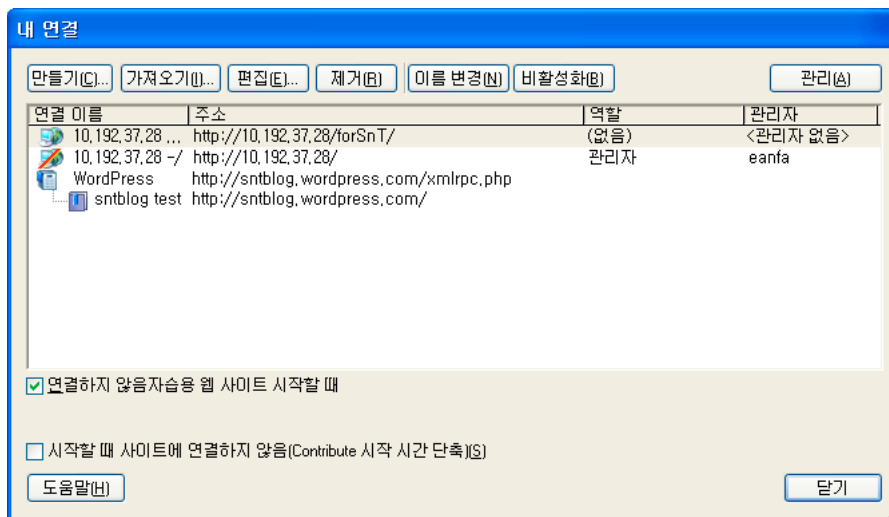 내 연결
만들기(C)... 가져오기(I)... 편집(E)... 제거(R) 이름 변경(N) 비활성화(B) 관리(A)
연결 이름 주소 역할 관리자
10,192,37,28 ... http://10,192,37,28/forSnT/ (없음) <관리자 없음>
10,192,37,28 -/ http://10,192,37,28/ 관리자 eanfa
WordPress http://sntblog,wordpress,com/xmlrpc,php
sntblog test http://sntblog,wordpress,com/
연결하지 않음자습용 웹 사이트 시작할 때
시작할 때 사이트에 연결하지 않음(Contribute 시작 시간 단축)(S)
도움말(H) 닫기